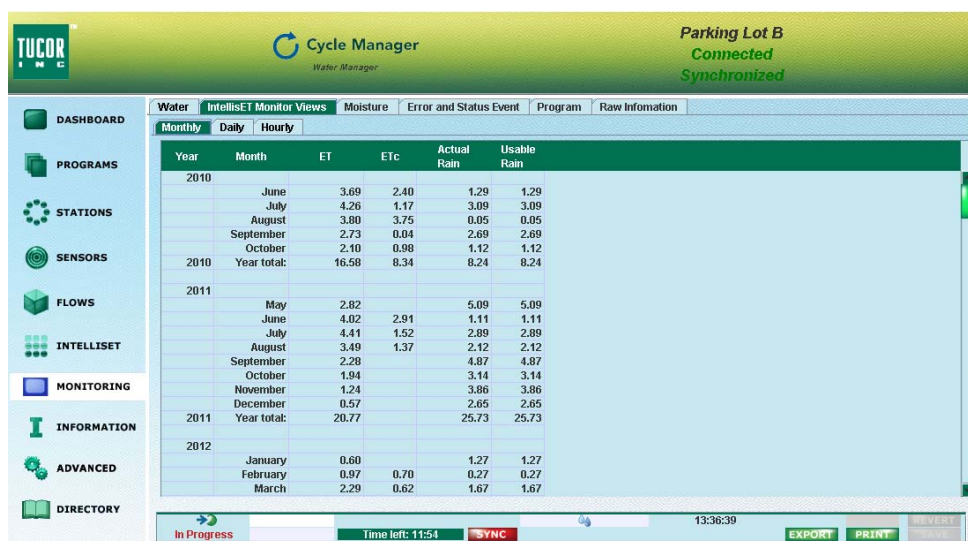 TUCOR
INC
Cycle Manager
Water Manager
Parking Lot B
Connected
Synchronized
DASHBOARD
PROGRAMS
STATIONS
SENSORS
FLOWS
INTELLISET
MONITORING
INFORMATION
ADVANCED
DIRECTORY
Water IntellisET Monitor Views Moisture Error and Status Event Program Raw Infomation
Monthly Daily Hourly
Year Month ET ETc Actual Rain Usable Rain
2010
June 3.69 2.40 1.29 1.29
July 4.26 1.17 3.09 3.09
August 3.80 3.75 0.05 0.05
September 2.73 0.04 2.69 2.69
October 2.10 0.98 1.12 1.12
2010 Year total: 16.58 8.34 8.24 8.24
2011
May 2.82 5.09 5.09
June 4.02 2.91 1.11 1.11
July 4.41 1.52 2.89 2.89
August 3.49 1.37 2.12 2.12
September 2.28 4.87 4.87
October 1.94 3.14 3.14
November 1.24 3.86 3.86
December 0.57 2.65 2.65
2011 Year total: 20.77 25.73 25.73
2012
January 0.60 1.27 1.27
February 0.97 0.70 0.27 0.27
March 2.29 0.62 1.67 1.67
In Progress
Time left: 11:54
SYNC
13:36:39
EXPORT
PRINT
REVERT
SAVE